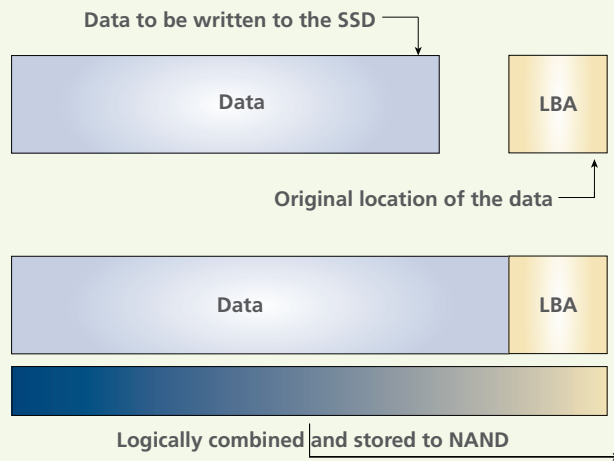 Data to be written to the SSD
Data
LBA
Original location of the data
Data
LBA
Logically combined and stored to NAND